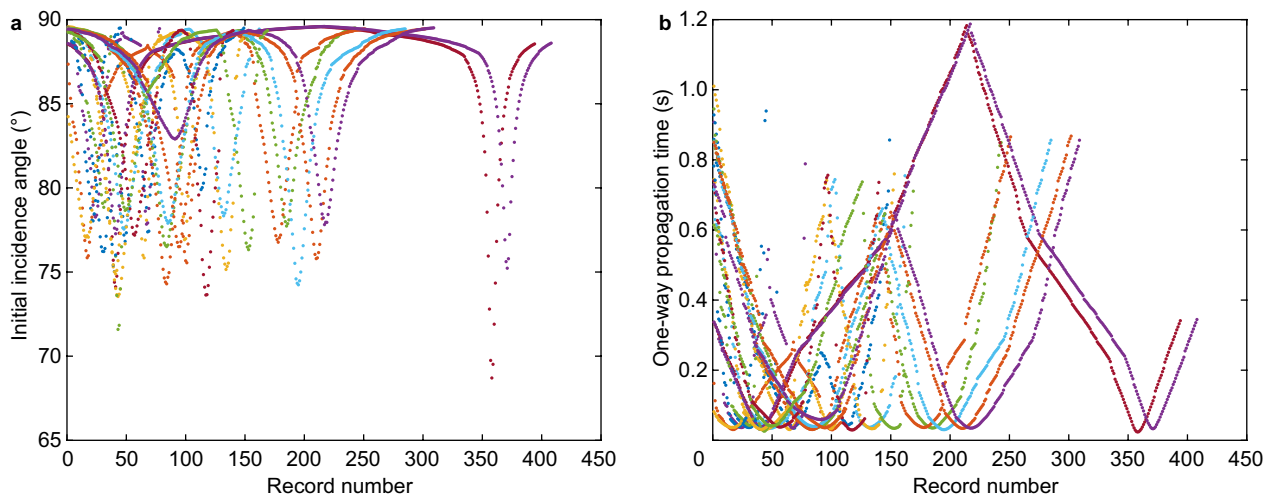 a
90
85
80
75
70
65
Initial incidence angle (°)
0 50 100 150 200 250 300 350 400 450
Record number
b
1.2
1.0
0.8
0.6
0.4
0.2
One-way propagation time (s)
0 50 100 150 200 250 300 350 400 450
Record number